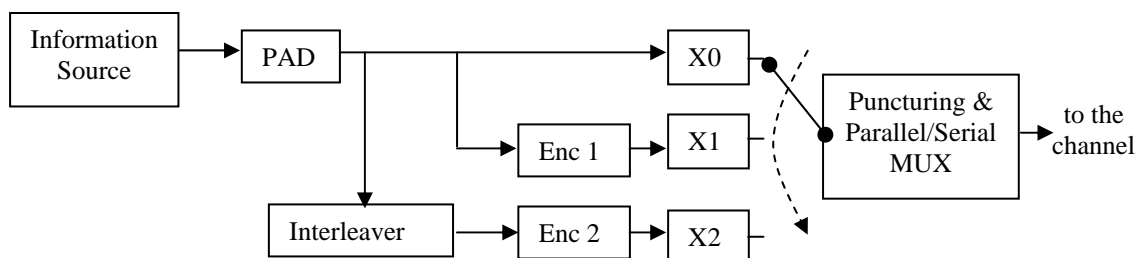 Information
Source
PAD
X0
Enc 1
X1
Interleaver
Enc 2
X2
Puncturing &
Parallel/Serial
MUX
to the
channel